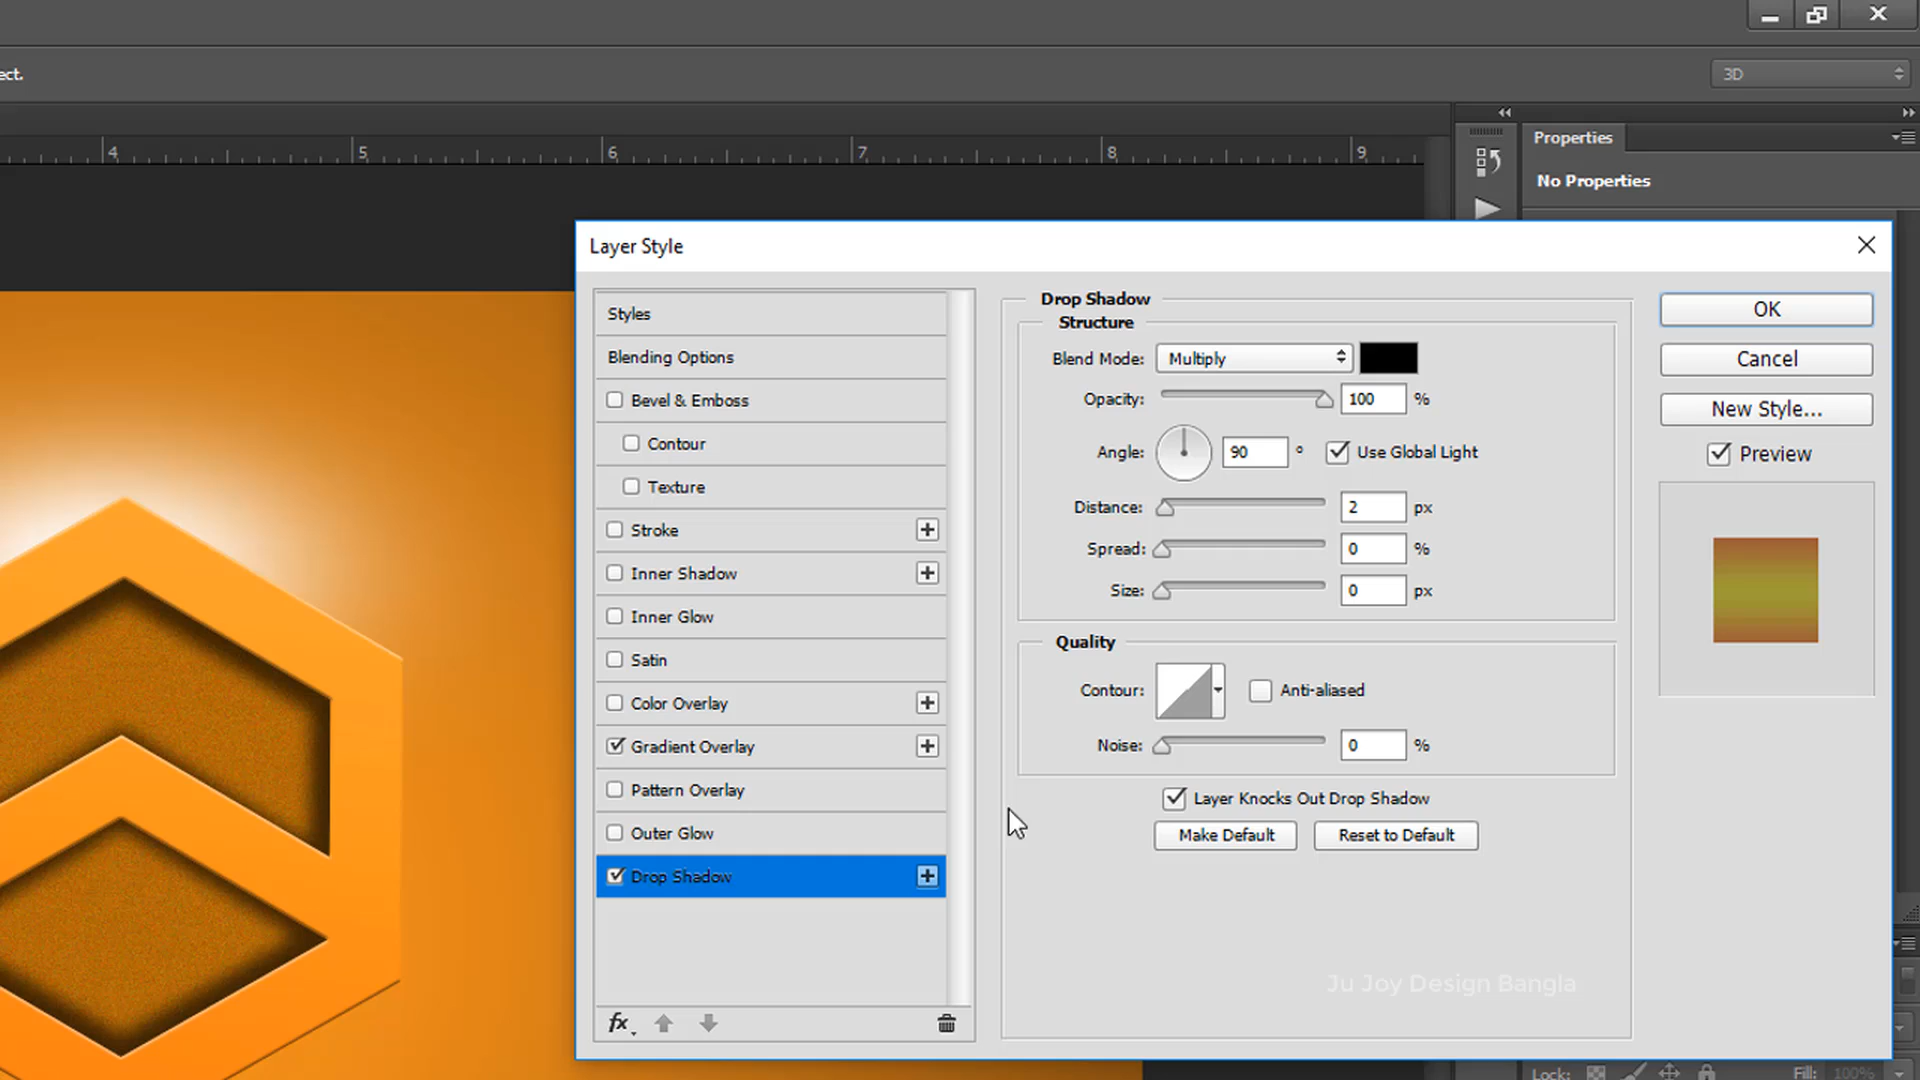 ect.
3D
4 5 6 7 8 9
Properties
No Properties
Layer Style
Styles
Blending Options
Bevel & Emboss
Contour
Texture
Stroke
Inner Shadow
Inner Glow
Satin
Color Overlay
Gradient Overlay
Pattern Overlay
Outer Glow
Drop Shadow
fx
Drop Shadow
Structure
Blend Mode: Multiply
Opacity: 100 %
Angle: 90 ° Use Global Light
Distance: 2 px
Spread: 0 %
Size: 0 px
Quality
Contour: Anti-aliased
Noise: 0 %
Layer Knocks Out Drop Shadow
Make Default Reset to Default
OK
Cancel
New Style...
Preview
Ju Joy Design Bangla
Lock: Fill: 100%